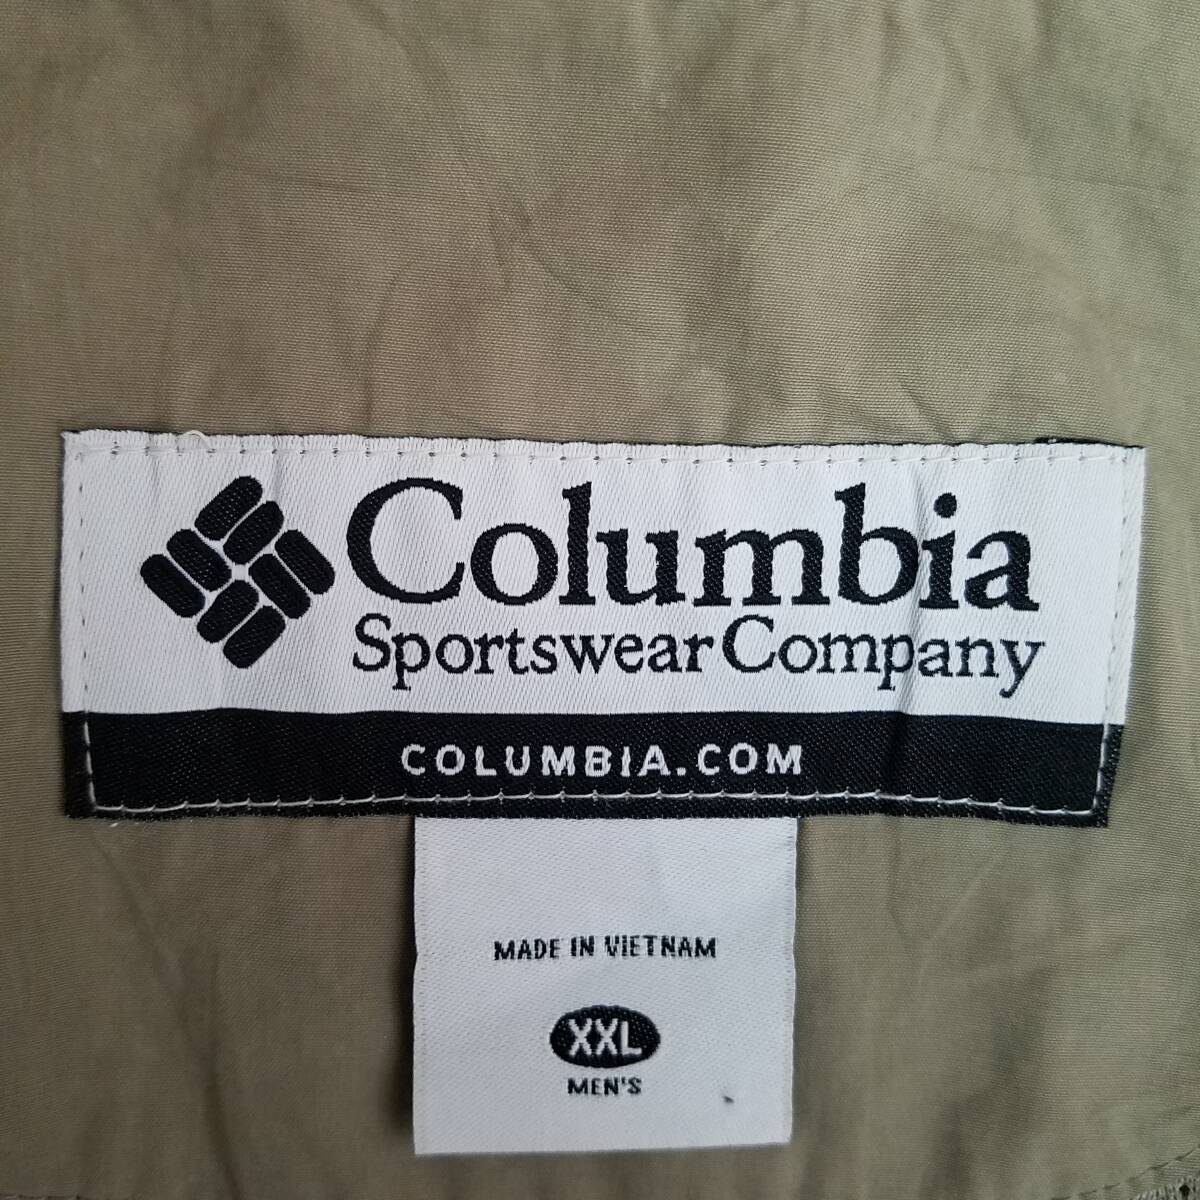 Columbia
Sportswear Company
COLUMBIA.COM
MADE IN VIETNAM
XXL
MEN'S